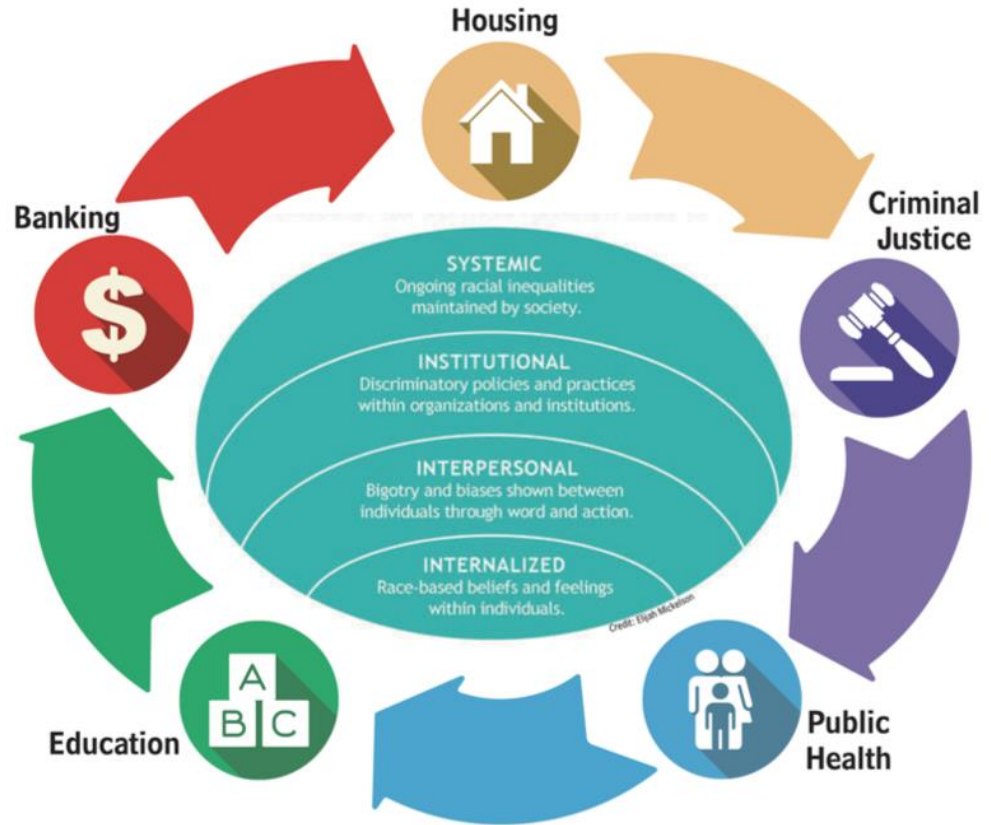 Housing
Banking
Criminal
Justice
SYSTEMIC
Ongoing racial inequalities
maintained by society.
INSTITUTIONAL
Discriminatory policies and practices
within organizations and institutions.
INTERPERSONAL
Bigotry and biases shown between
individuals through word and action.
INTERNALIZED
Race-based beliefs and feelings
within individuals.
Credit: Elijah Mickelson
$
A
B C
Education
Public
Health